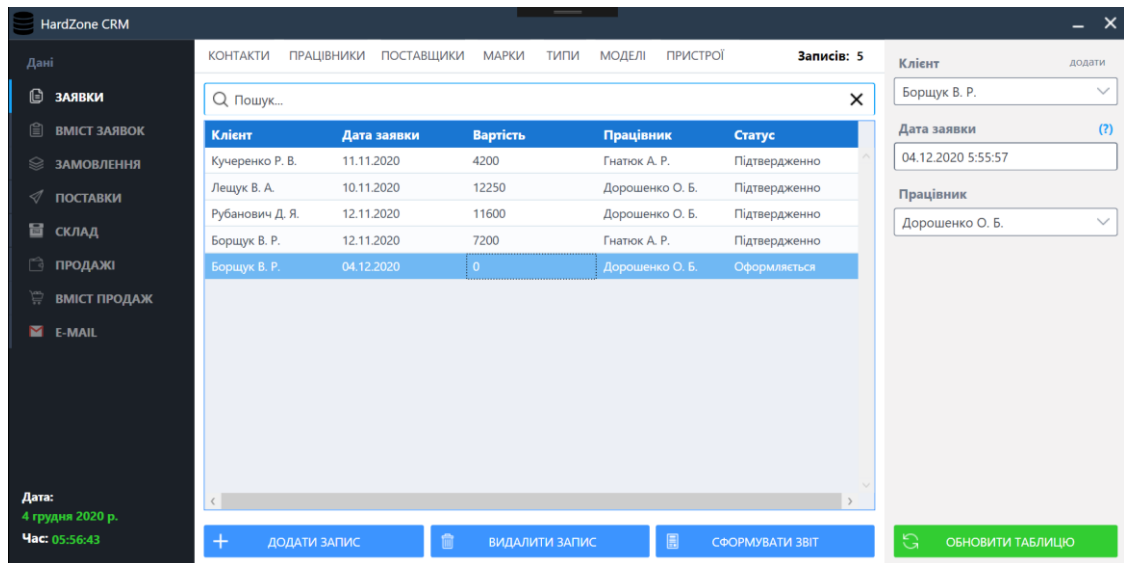 HardZone CRM
Дані
ЗАЯВКИ
ВМІСТ ЗАЯВОК
ЗАМОВЛЕННЯ
ПОСТАВКИ
СКЛАД
ПРОДАЖІ
ВМІСТ ПРОДАЖ
E-MAIL
Дата:
4 грудня 2020 р.
Час: 05:56:43
КОНТАКТИ ПРАЦІВНИКИ ПОСТАВЩИКИ МАРКИ ТИПИ МОДЕЛІ ПРИСТРОЇ Записів: 5
Пошук...
Клієнт Дата заявки Вартість Працівник Статус
Кучеренко Р. В. 11.11.2020 4200 Гнатюк А. Р. Підтвердженно
Лещук В. А. 10.11.2020 12250 Дорошенко О. Б. Підтвердженно
Рубанович Д. Я. 12.11.2020 11600 Дорошенко О. Б. Підтвердженно
Борщук В. Р. 12.11.2020 7200 Гнатюк А. Р. Підтвердженно
Борщук В. Р. 04.12.2020 0 Дорошенко О. Б. Оформляється
ДОДАТИ ЗАПИС ВИДАЛИТИ ЗАПИС СФОРМУВАТИ ЗВІТ
Клієнт додати
Борщук В. Р.
Дата заявки (?)
04.12.2020 5:55:57
Працівник
Дорошенко О. Б.
ОБНОВИТИ ТАБЛИЦЮ